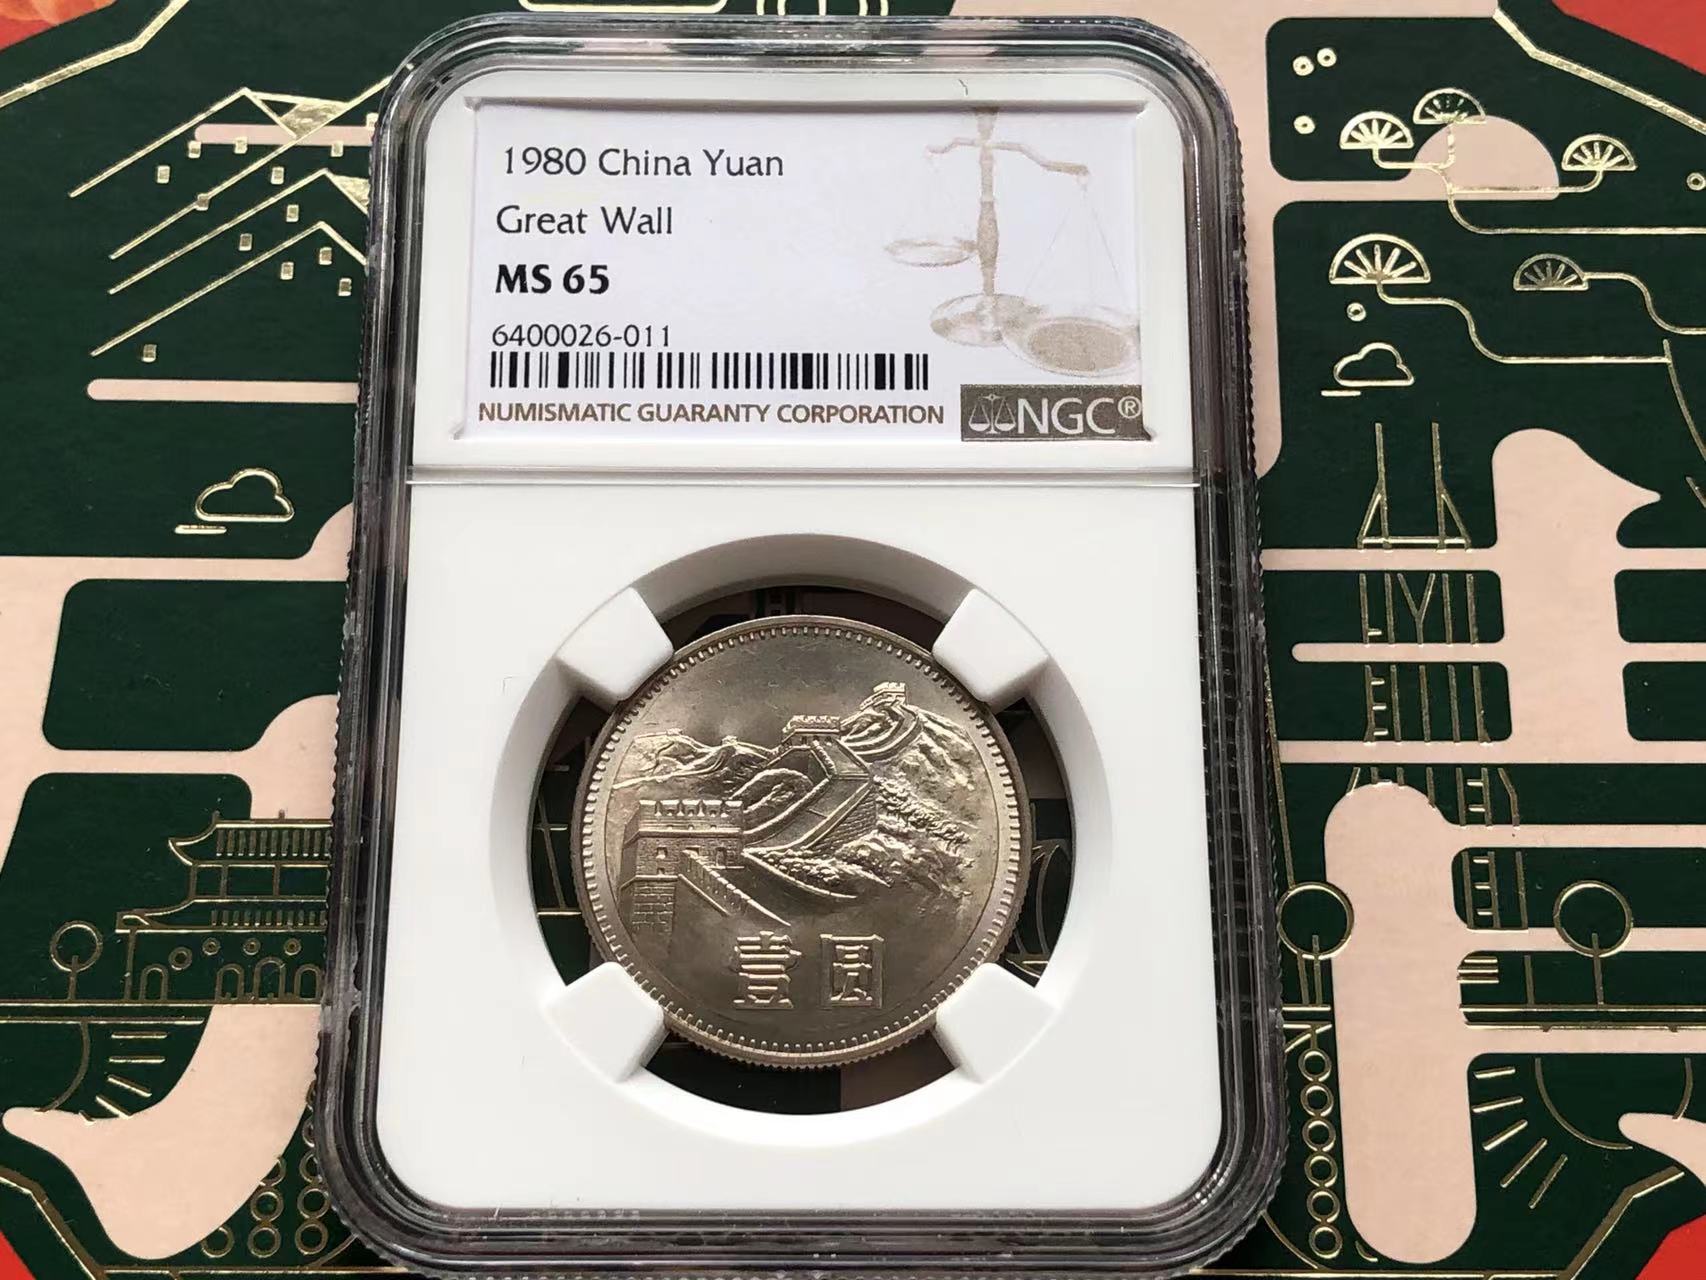 1980 China Yuan
Great Wall
MS 65
6400026-011
NUMISMATIC GUARANTY CORPORATION
NGC®
壹圆